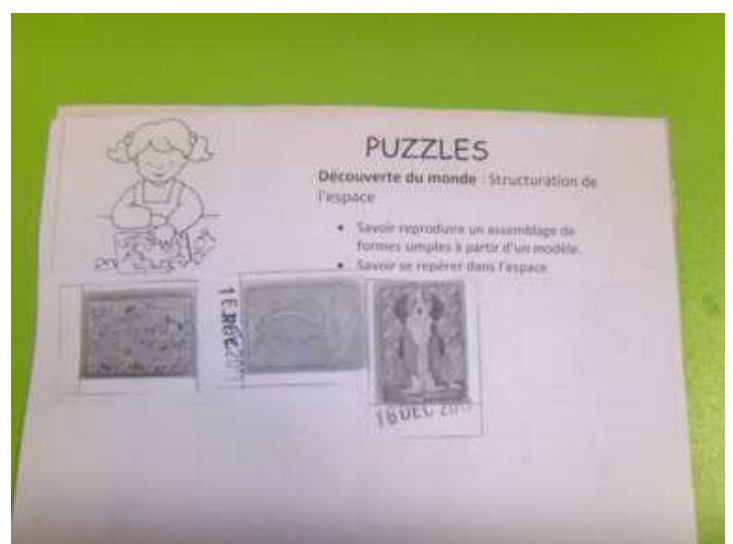 PUZZLES
Découverte du monde : Structuration de
l'espace
• Savoir reproduire un assemblage de
formes simples à partir d'un modèle.
• Savoir se repérer dans l'espace
16 DEC